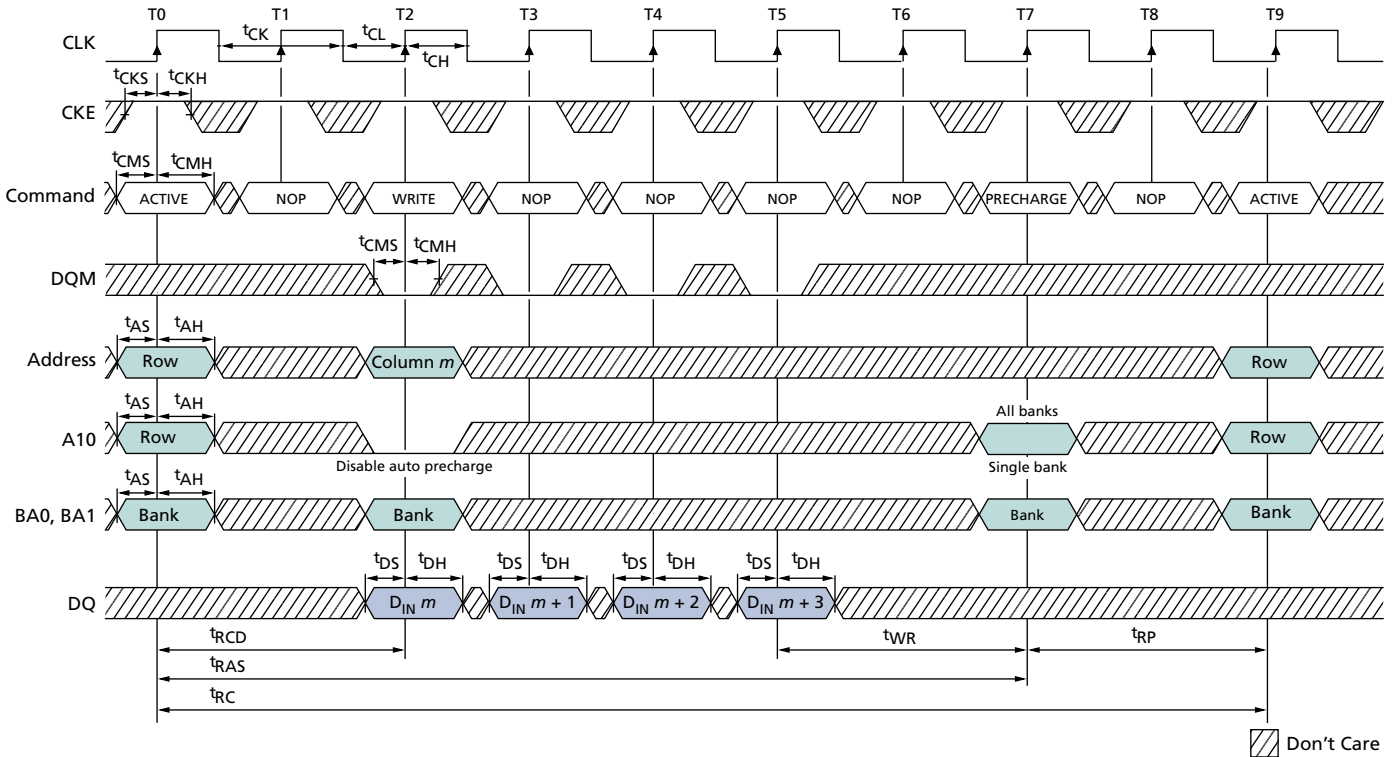 T0 T1 T2 T3 T4 T5 T6 T7 T8 T9
CLK
tCK tCL
tCH
tCKS tCKH
CKE
tCMS tCMH
Command
ACTIVE NOP WRITE NOP NOP NOP NOP PRECHARGE NOP ACTIVE
tCMS tCMH
DQM
tAS tAH
Address
Row Column m Row
tAS tAH
All banks
A10
Row Row
Disable auto precharge
Single bank
tAS tAH
BA0, BA1
Bank Bank Bank Bank
tDS tDH tDS tDH tDS tDH tDS tDH
DQ
DIN m DIN m + 1 DIN m + 2 DIN m + 3
tRCD
tWR tRP
tRAS
tRC
Don't Care